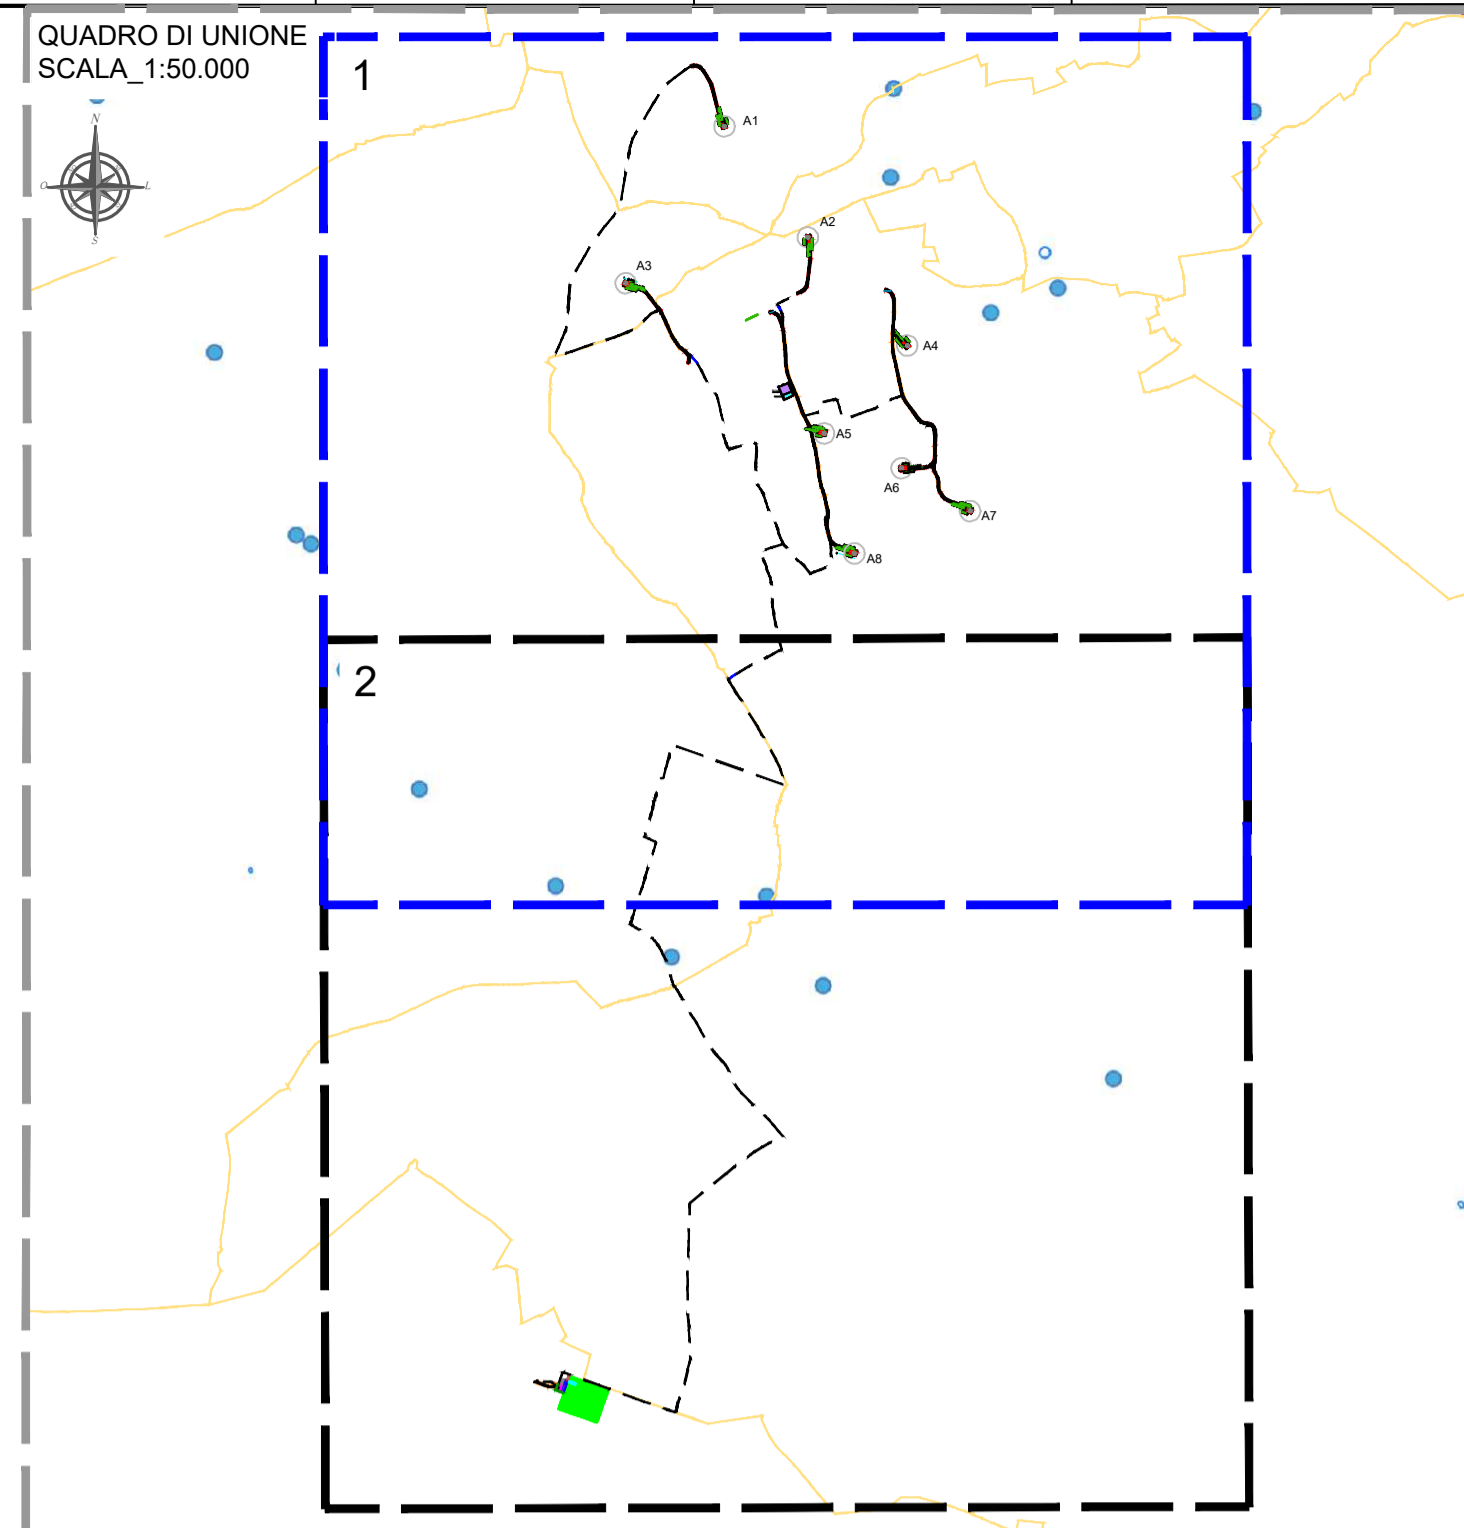 QUADRO DI UNIONE
SCALA_1:50.000
1
N
O
L
S
A1
A2
A3
A4
A5
A6
A7
A8
2